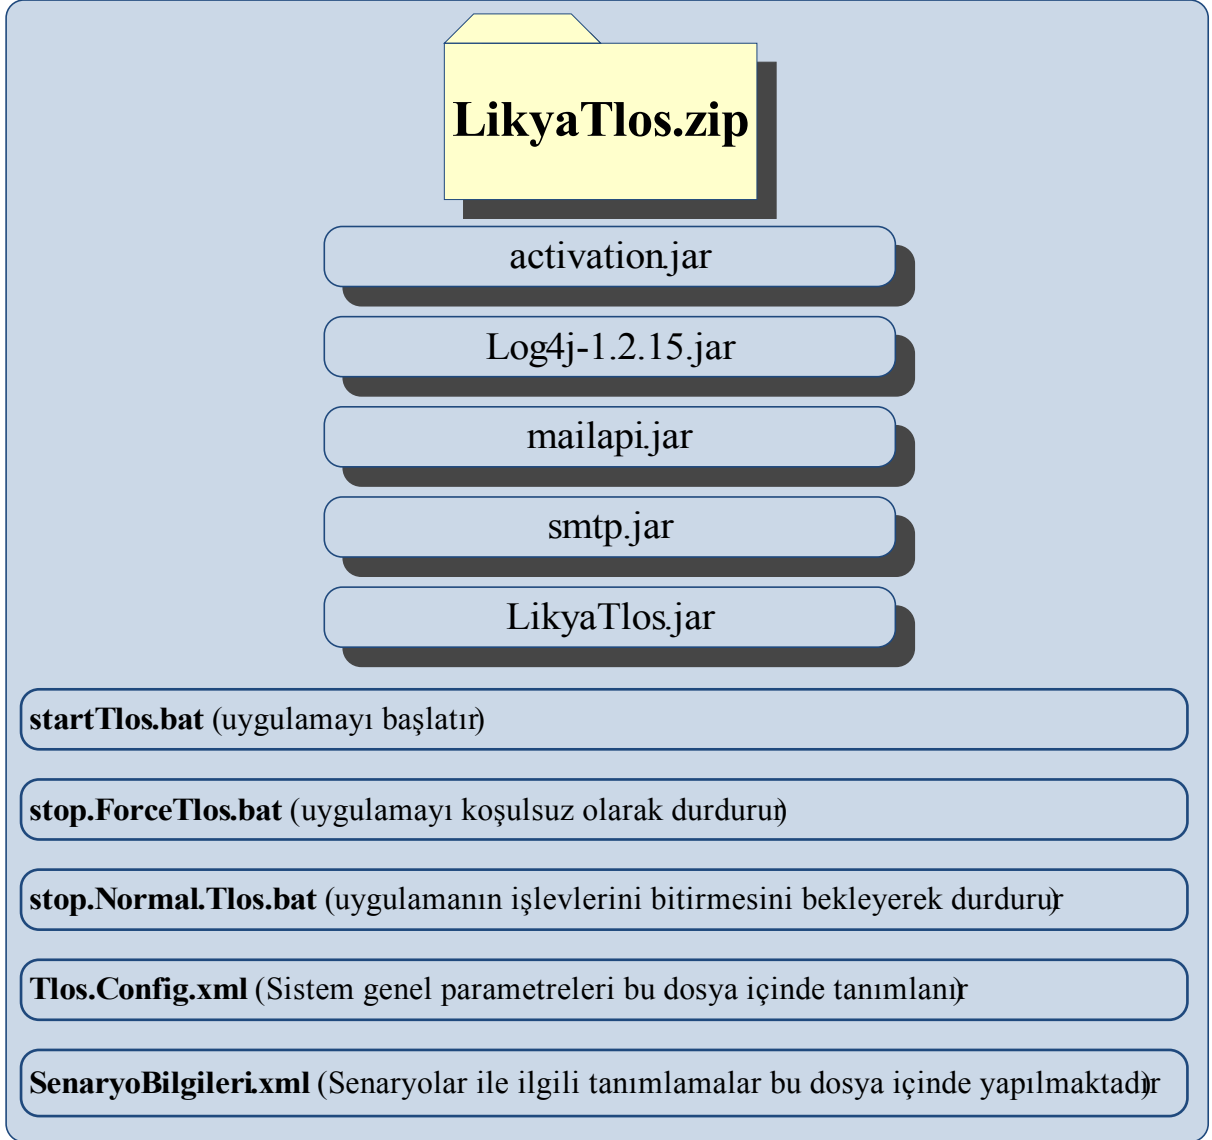 LikyaTlos.zip
activation.jar
Log4j-1.2.15.jar
mailapi.jar
smtp.jar
LikyaTlos.jar
startTlos.bat (uygulamayı başlatır)
stop.ForceTlos.bat (uygulamayı koşulsuz olarak durdurur)
stop.Normal.Tlos.bat (uygulamanın işlevlerini bitirmesini bekleyerek durdurur)
Tlos.Config.xml (Sistem genel parametreleri bu dosya içinde tanımlanır)
SenaryoBilgileri.xml (Senaryolar ile ilgili tanımlamalar bu dosya içinde yapılmaktadır)